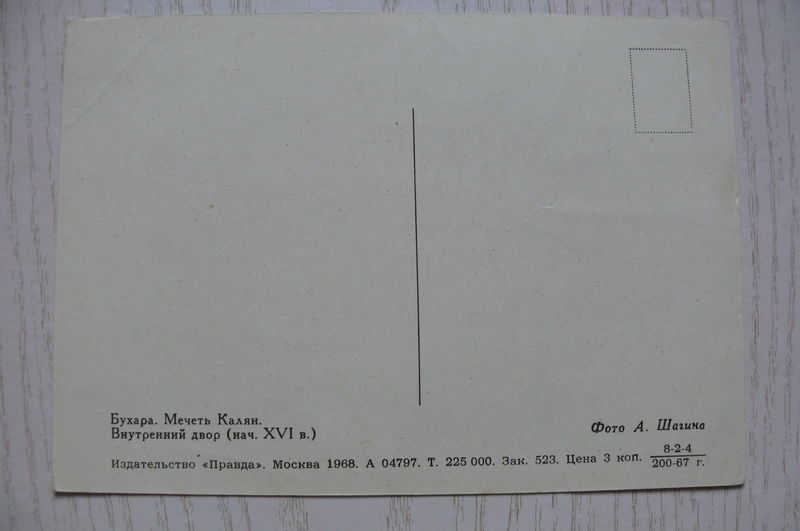 Бухара. Мечеть Калян.
Внутренний двор (нач. XVI в.)
Фото А. Шагина
Издательство «Правда». Москва 1968. А 04797. Т. 225 000. Зак. 523. Цена 3 коп. 8-2-4
200-67 г.